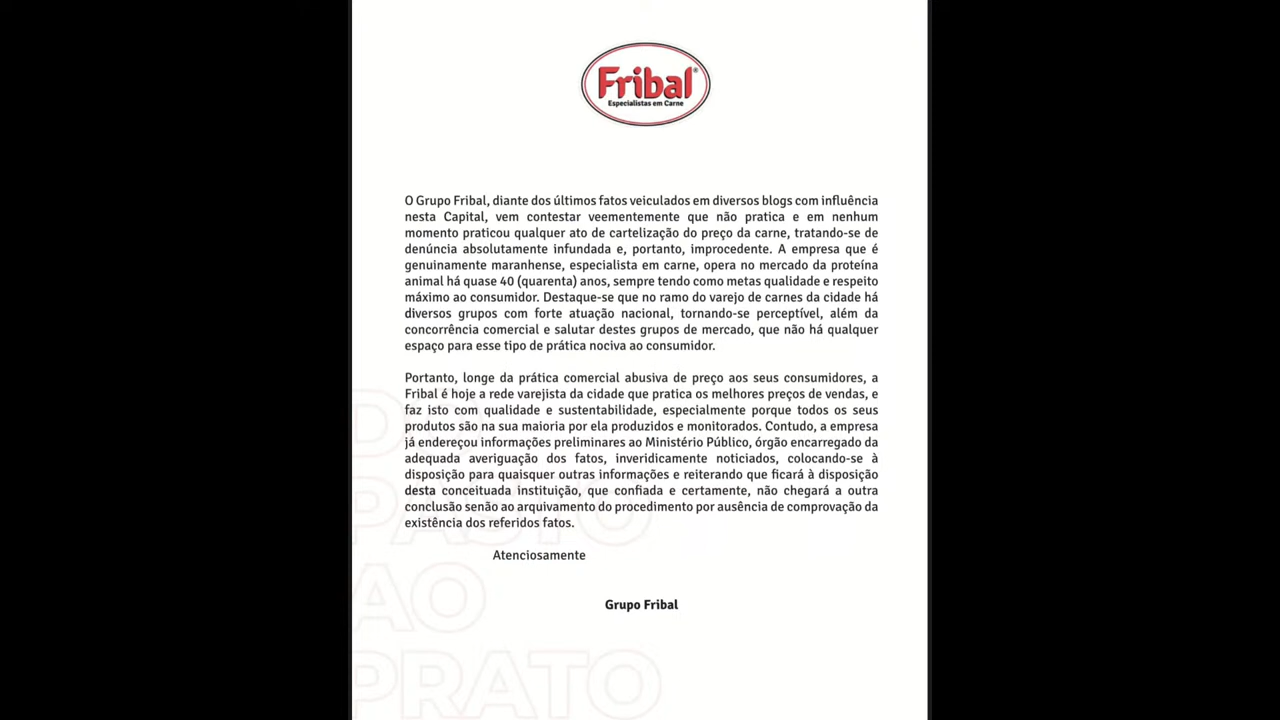 Fribal®
Especialistas em Carne
O Grupo Fribal, diante dos últimos fatos veiculados em diversos blogs com influência
nesta Capital, vem contestar veementemente que não pratica e em nenhum
momento praticou qualquer ato de cartelização do preço da carne, tratando-se de
denúncia absolutamente infundada e, portanto, improcedente. A empresa que é
genuinamente maranhense, especialista em carne, opera no mercado da proteína
animal há quase 40 (quarenta) anos, sempre tendo como metas qualidade e respeito
máximo ao consumidor. Destaque-se que no ramo do varejo de carnes da cidade há
diversos grupos com forte atuação nacional, tornando-se perceptível, além da
concorrência comercial e salutar destes grupos de mercado, que não há qualquer
espaço para esse tipo de prática nociva ao consumidor.
Portanto, longe da prática comercial abusiva de preço aos seus consumidores, a
Fribal é hoje a rede varejista da cidade que pratica os melhores preços de vendas, e
faz isto com qualidade e sustentabilidade, especialmente porque todos os seus
produtos são na sua maioria por ela produzidos e monitorados. Contudo, a empresa
já endereçou informações preliminares ao Ministério Público, órgão encarregado da
adequada averiguação dos fatos, inveridicamente noticiados, colocando-se à
disposição para quaisquer outras informações e reiterando que ficará à disposição
desta conceituada instituição, que confiada e certamente, não chegará a outra
conclusão senão ao arquivamento do procedimento por ausência de comprovação da
existência dos referidos fatos.
Atenciosamente
Grupo Fribal
DO
PASTO
AO
PRATO